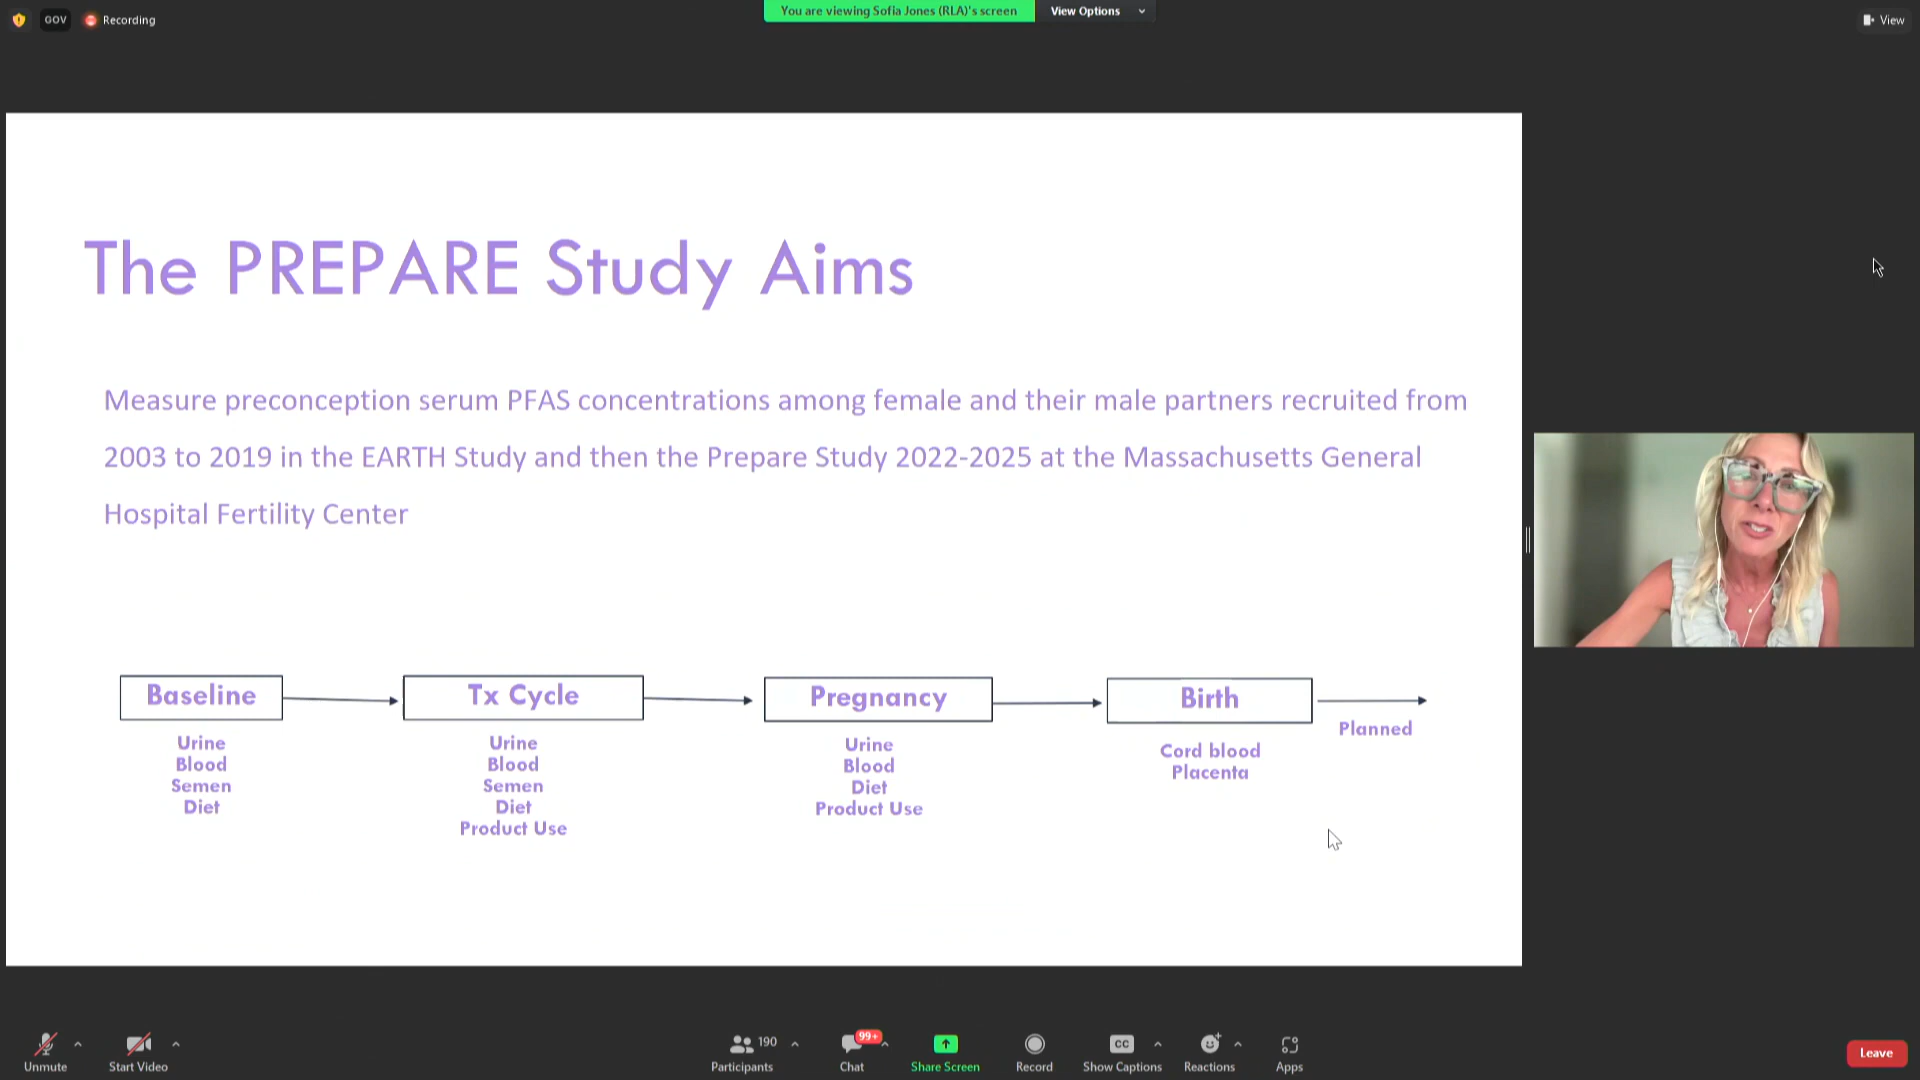 GOV
Recording
You are viewing Sofia Jones (RLA)'s screen
View Options
View
The PREPARE Study Aims
Measure preconception serum PFAS concentrations among female and their male partners recruited from
2003 to 2019 in the EARTH Study and then the Prepare Study 2022-2025 at the Massachusetts General
Hospital Fertility Center
Baseline
Urine
Blood
Semen
Diet
Tx Cycle
Urine
Blood
Semen
Diet
Product Use
Pregnancy
Urine
Blood
Diet
Product Use
Birth
Cord blood
Placenta
Planned
Unmute
Start Video
190
Participants
99+
Chat
Share Screen
Record
CC
Show Captions
Reactions
Apps
Leave